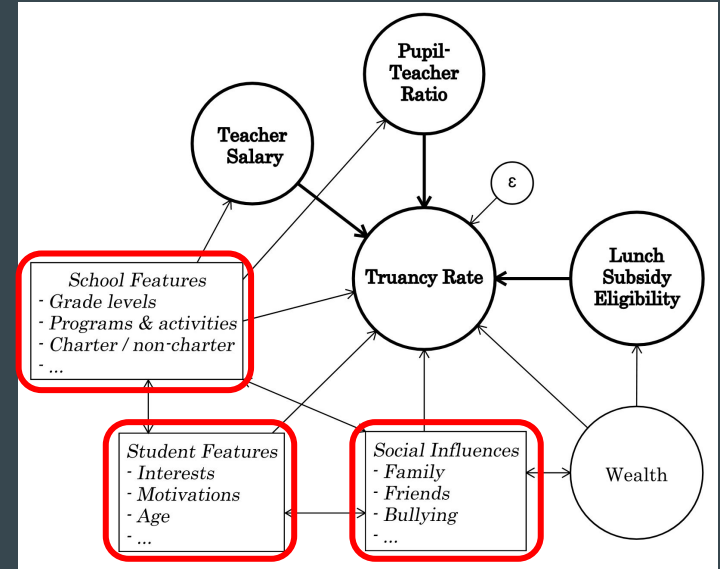 Pupil-
Teacher
Ratio
Teacher
Salary
ε
Truancy Rate
Lunch
Subsidy
Eligibility
School Features
- Grade levels
- Programs & activities
- Charter / non-charter
- ...
Student Features
- Interests
- Motivations
- Age
- ...
Social Influences
- Family
- Friends
- Bullying
- ...
Wealth